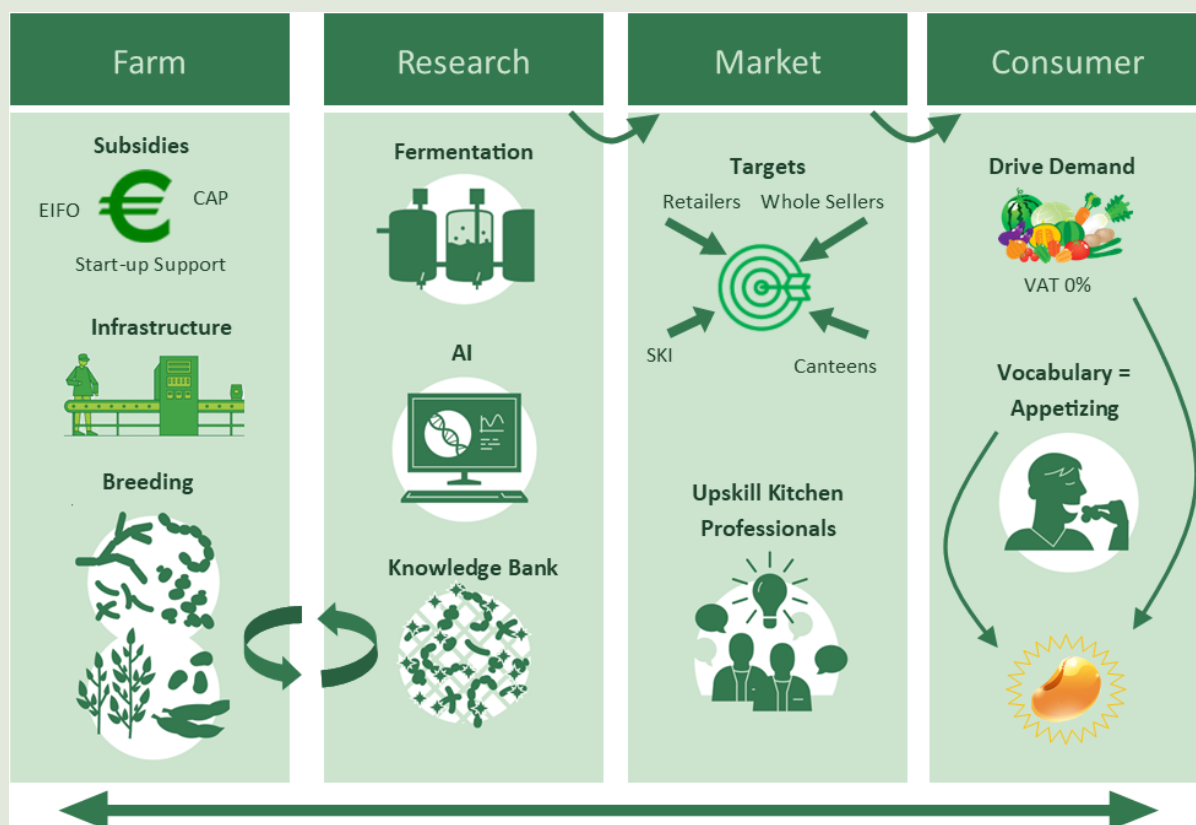 Farm
Subsidies
EIFO
CAP
Start-up Support
Infrastructure
Breeding
Research
Fermentation
AI
Knowledge Bank
Market
Targets
Retailers
Whole Sellers
SKI
Canteens
Upskill Kitchen
Professionals
Consumer
Drive Demand
VAT 0%
Vocabulary =
Appetizing